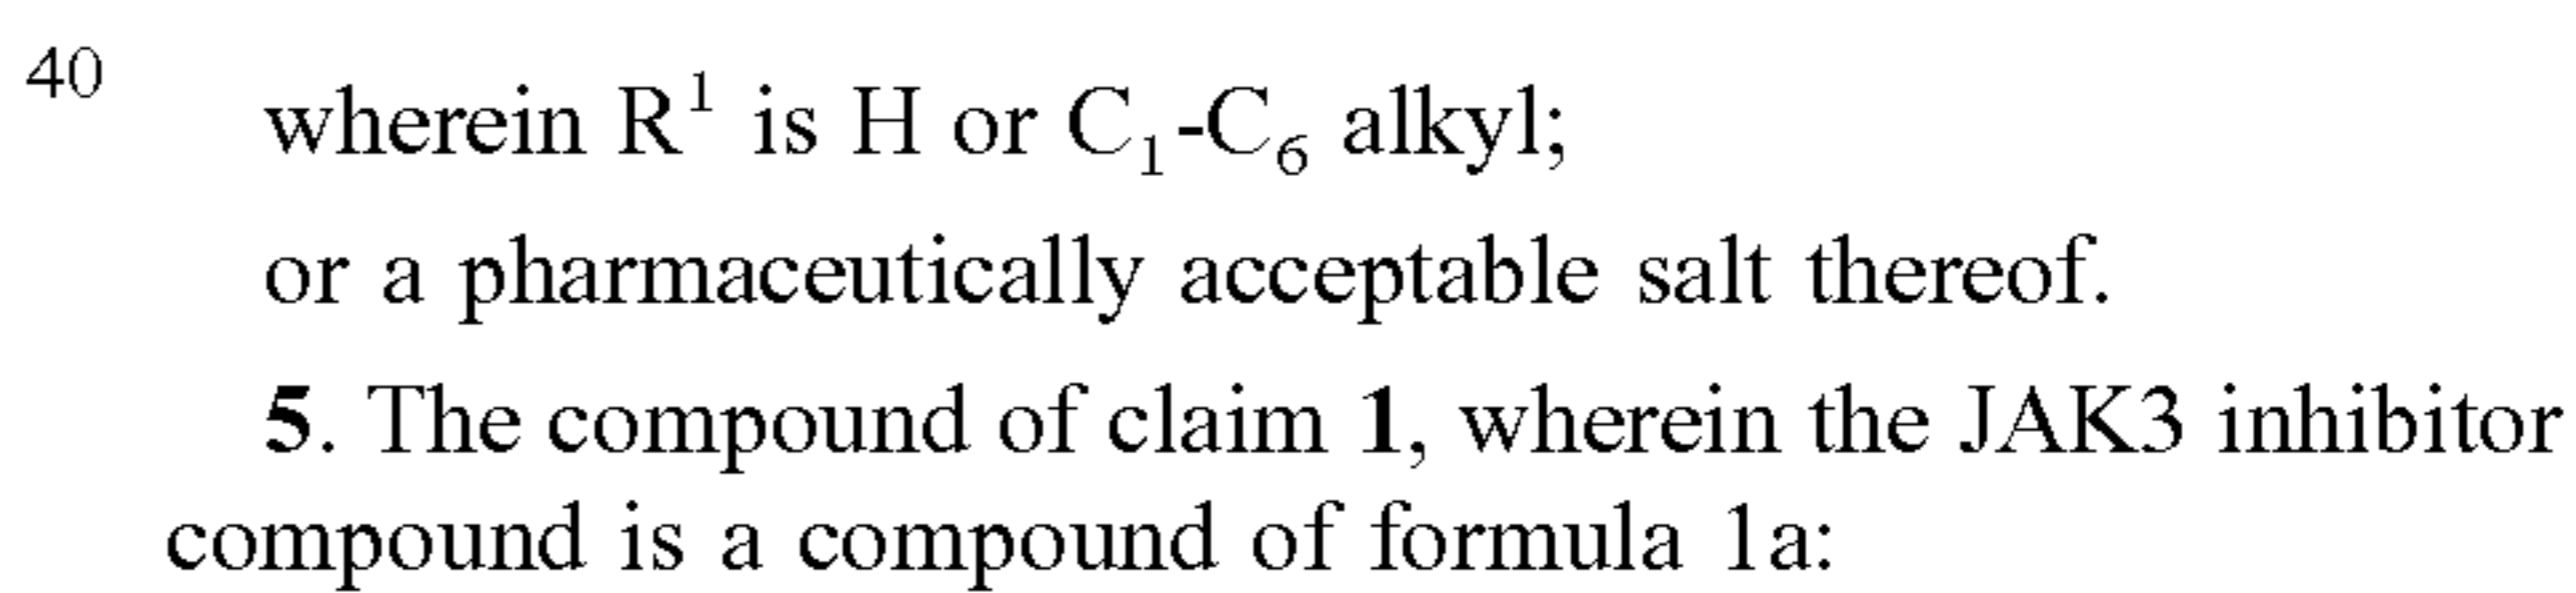 40
wherein R¹ is H or C₁-C₆ alkyl;
or a pharmaceutically acceptable salt thereof.
5. The compound of claim 1, wherein the JAK3 inhibitor
compound is a compound of formula 1a: